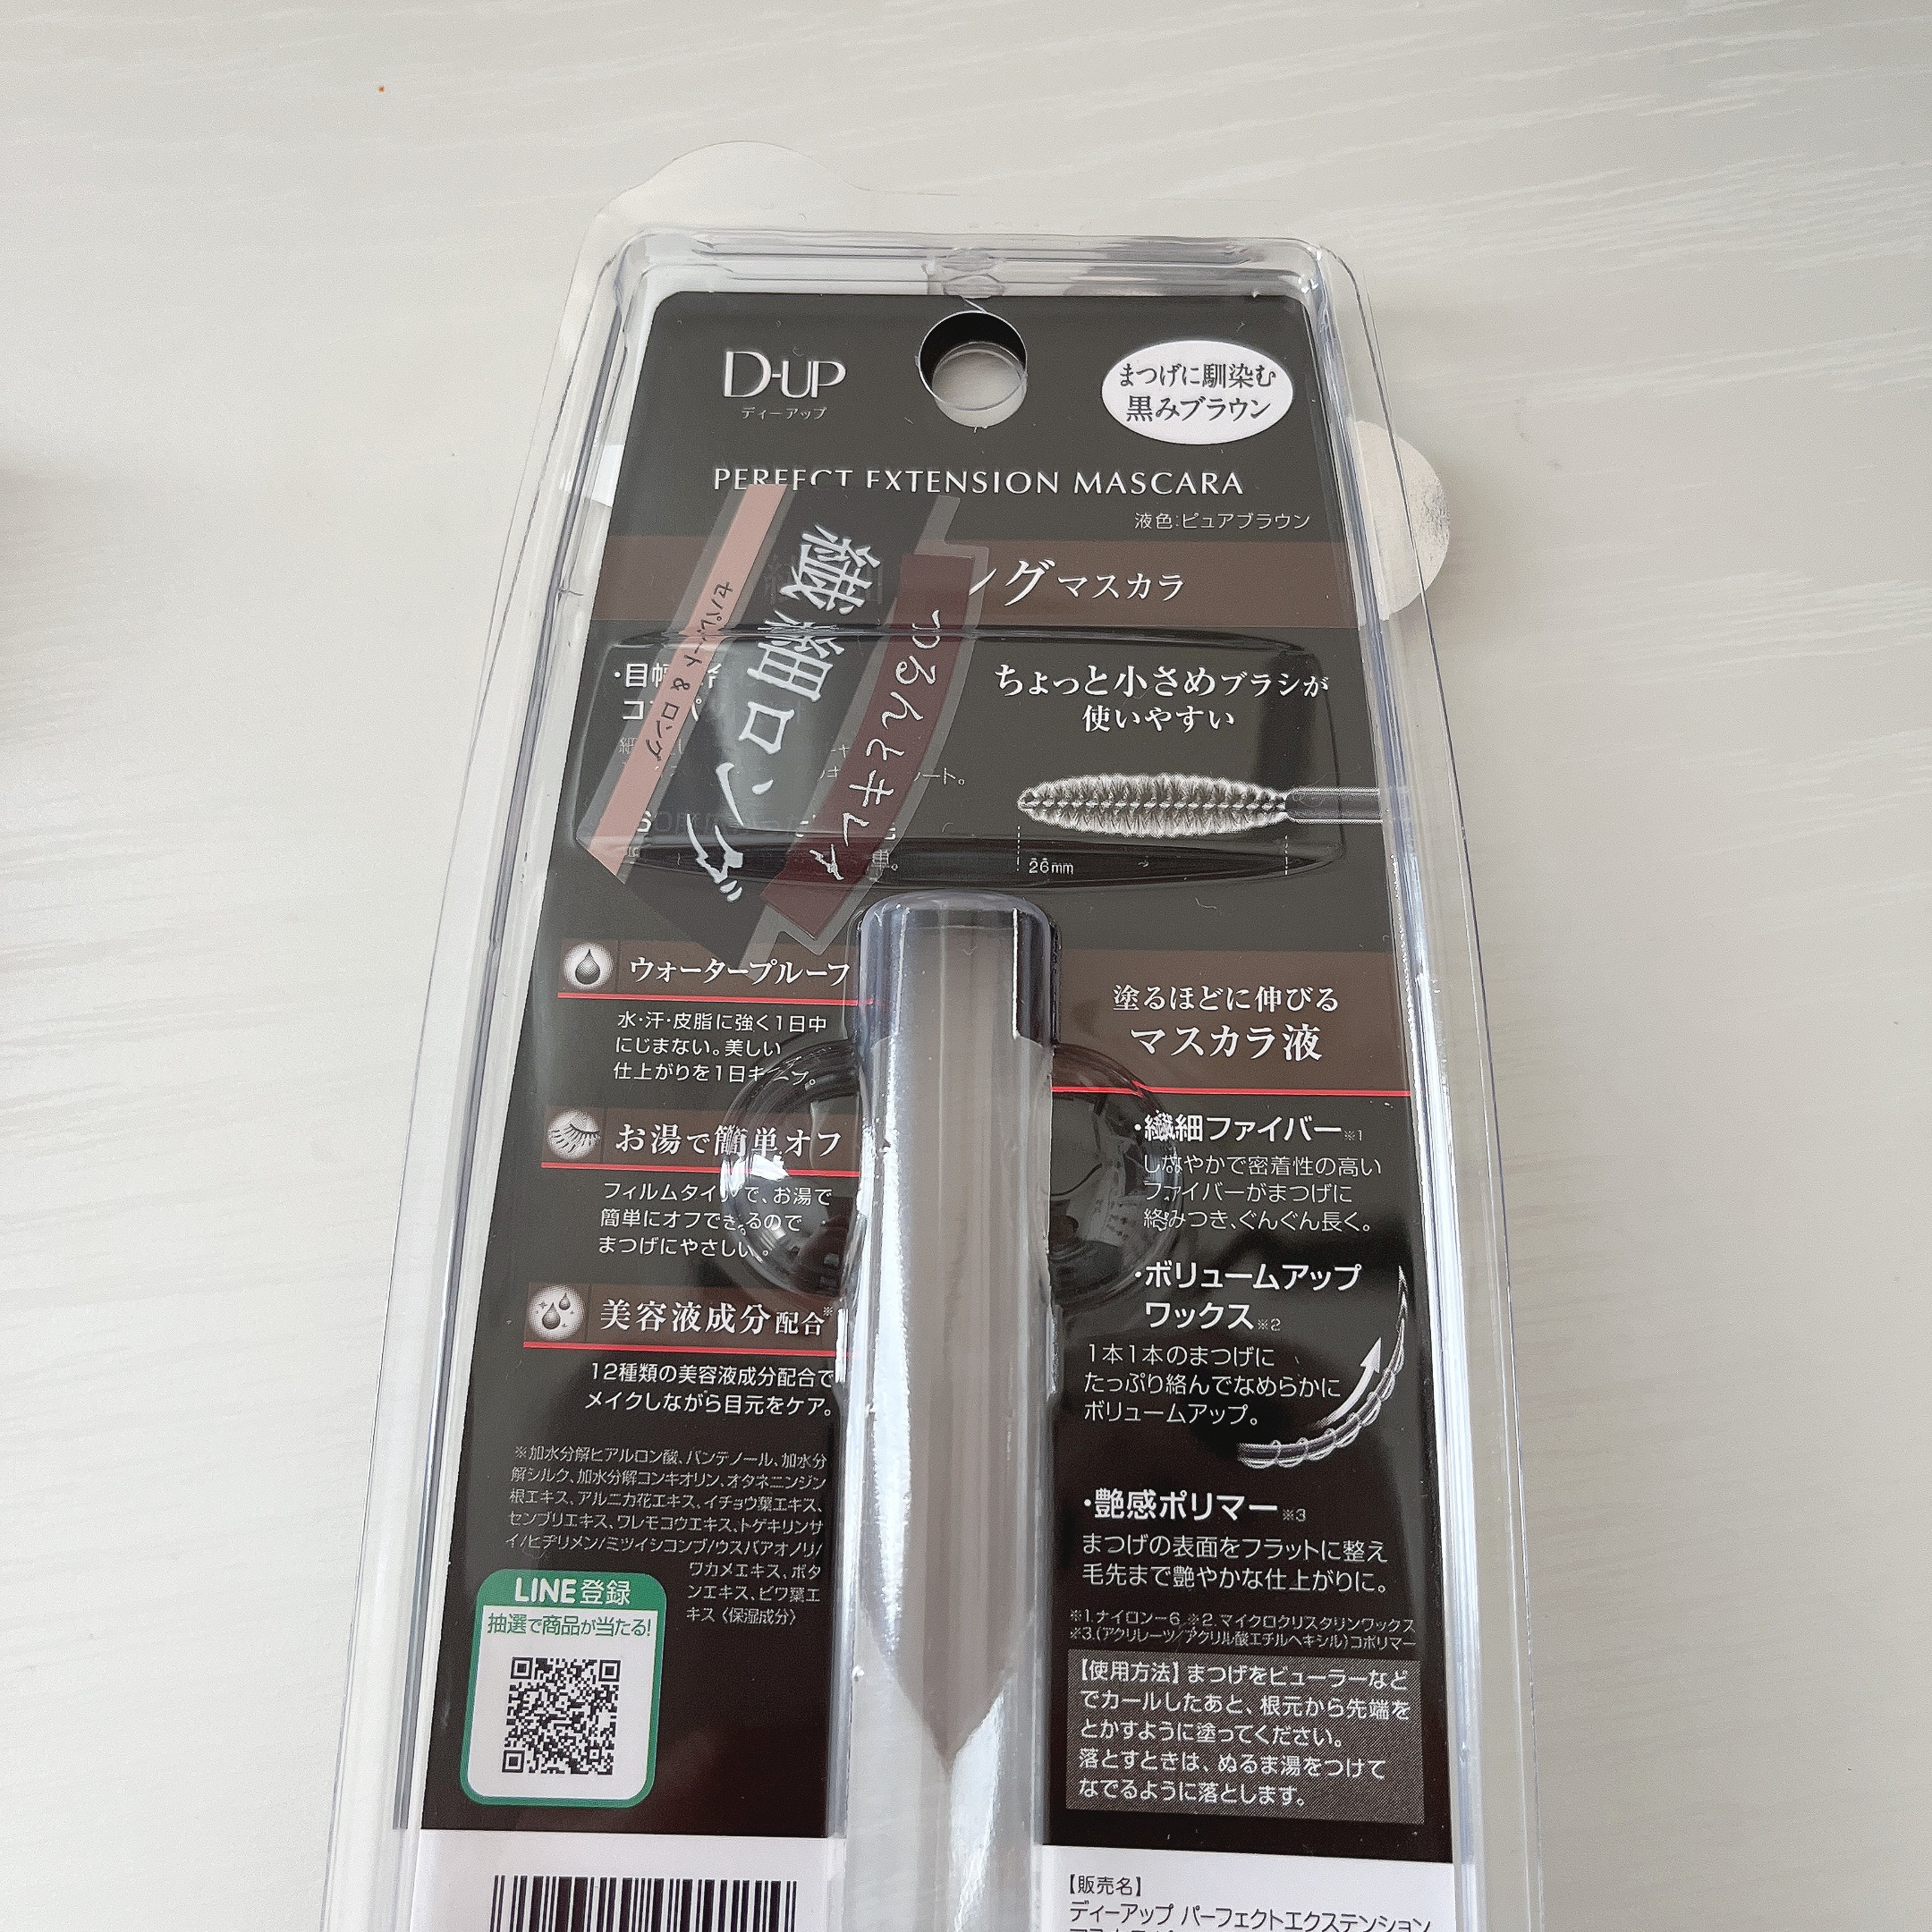 D-UP
ディーアップ
まつげに馴染む
黒みブラウン
PERFECT EXTENSION MASCARA
液色:ピュアブラウン
グマスカラ
セパレート & ロング
繊細ロング
つるんとキレイ
ちょっと小さめブラシが
使いやすい
26mm
ウォータープルーフ
水・汗・皮脂に強く1日中
にじまない。美しい
仕上がりを1日キープ。
お湯で簡単オフ
フィルムタイプで、お湯で
簡単にオフできるので
まつげにやさしい。
美容液成分配合※
12種類の美容液成分配合で
メイクしながら目元をケア。
※加水分解ヒアルロン酸、パンテノール、加水分
解シルク、加水分解コンキオリン、オタネニンジン
根エキス、アルニカ花エキス、イチョウ葉エキス、
センブリエキス、ワレモコウエキス、トゲキリンサ
イ/ヒヂリメン/ミツイシコンブ/ウスバアオノリ/
ワカメエキス、ボタ
ンエキス、ビワ葉エ
キス〈保湿成分〉
LINE登録
抽選で商品が当たる!
塗るほどに伸びる
マスカラ液
・繊細ファイバー※1
しなやかで密着性の高い
ファイバーがまつげに
絡みつき、ぐんぐん長く。
・ボリュームアップ
ワックス※2
1本1本のまつげに
たっぷり絡んでなめらかに
ボリュームアップ。
・艶感ポリマー※3
まつげの表面をフラットに整え
毛先まで艶やかな仕上がりに。
※1.ナイロン-6 ※2.マイクロクリスタリンワックス
※3.(アクリレーツ/アクリル酸エチルヘキシル)コポリマー
【使用方法】まつげをビューラーなど
でカールしたあと、根元から先端を
とかすように塗ってください。
落とすときは、ぬるま湯をつけて
なでるように落とします。
【販売名】
ディーアップ パーフェクトエクステンション